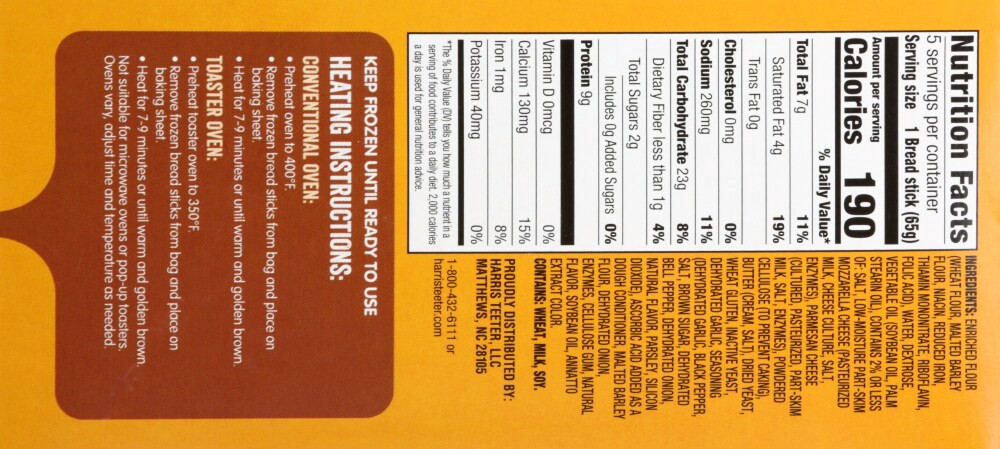 Nutrition Facts
5 servings per container
Serving size 1 Bread stick (65g)
Amount per serving
Calories 190
% Daily Value*
Total Fat 7g 11%
Saturated Fat 4g 19%
Trans Fat 0g
Cholesterol 0mg 0%
Sodium 260mg 11%
Total Carbohydrate 23g 8%
Dietary Fiber less than 1g 4%
Total Sugars 2g
Includes 0g Added Sugars 0%
Protein 9g
Vitamin D 0mcg 0%
Calcium 130mg 15%
Iron 1mg 8%
Potassium 40mg 0%
*The % Daily Value (DV) tells you how much a nutrient in a
serving of food contributes to a daily diet. 2,000 calories
a day is used for general nutrition advice.
INGREDIENTS: ENRICHED FLOUR
(WHEAT FLOUR, MALTED BARLEY
FLOUR, NIACIN, REDUCED IRON,
THIAMIN MONONITRATE, RIBOFLAVIN,
FOLIC ACID), WATER, DEXTROSE,
VEGETABLE OIL (SOYBEAN OIL, PALM
STEARIN OIL), CONTAINS 2% OR LESS
OF: SALT, LOW-MOISTURE PART-SKIM
MOZZARELLA CHEESE (PASTEURIZED
MILK, CHEESE CULTURE, SALT,
ENZYMES), PARMESAN CHEESE
(CULTURED, PASTEURIZED, PART-SKIM
MILK, SALT, ENZYMES), POWDERED
CELLULOSE (TO PREVENT CAKING),
BUTTER (CREAM, SALT), DRIED YEAST,
WHEAT GLUTEN, INACTIVE YEAST,
DEHYDRATED GARLIC, SEASONING
(DEHYDRATED GARLIC, BLACK PEPPER,
SALT, BROWN SUGAR, DEHYDRATED
BELL PEPPER, DEHYDRATED ONION,
NATURAL FLAVOR, PARSLEY, SILICON
DIOXIDE, ASCORBIC ACID ADDED AS A
DOUGH CONDITIONER, MALTED BARLEY
FLOUR, DEHYDRATED ONION,
ENZYMES, CELLULOSE GUM, NATURAL
FLAVOR, SOYBEAN OIL, ANNATTO
EXTRACT COLOR.
CONTAINS: WHEAT, MILK, SOY.
PROUDLY DISTRIBUTED BY:
HARRIS TEETER, LLC
MATTHEWS, NC 28105
1-800-432-6111 or
harristeeter.com
KEEP FROZEN UNTIL READY TO USE
HEATING INSTRUCTIONS:
CONVENTIONAL OVEN:
• Preheat oven to 400°F.
• Remove frozen bread sticks from bag and place on
baking sheet.
• Heat for 7-9 minutes or until warm and golden brown.
TOASTER OVEN:
• Preheat toaster oven to 350°F.
• Remove frozen bread sticks from bag and place on
baking sheet.
• Heat for 7-9 minutes or until warm and golden brown.
Not suitable for microwave ovens or pop-up toasters.
Ovens vary, adjust time and temperature as needed.